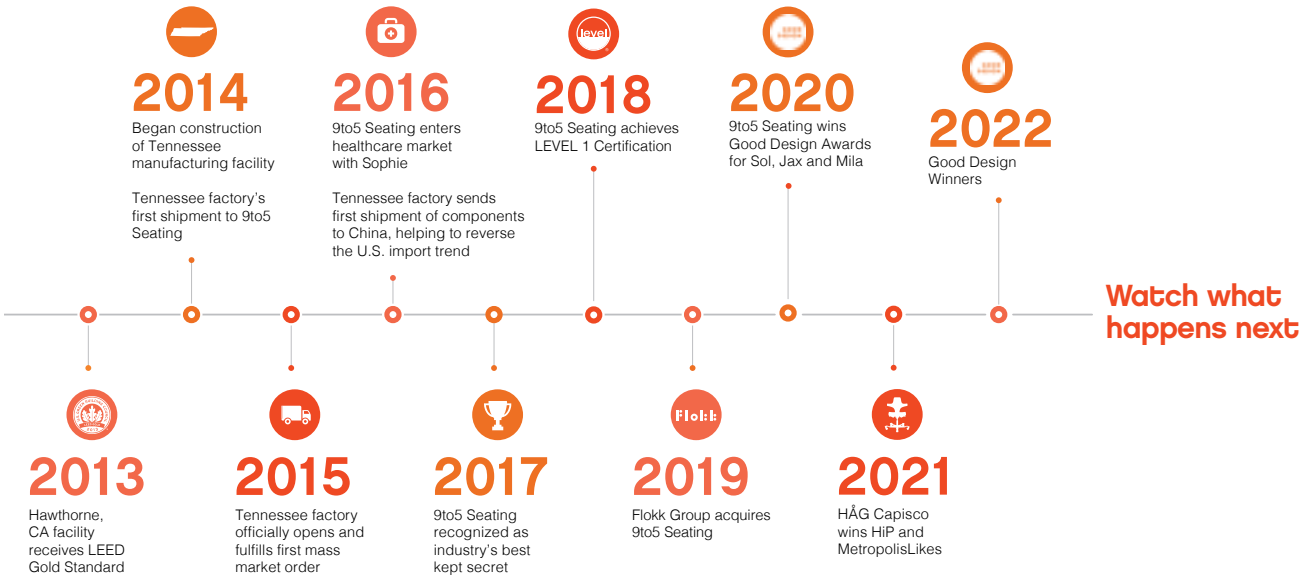 level
2014
Began construction
of Tennessee
manufacturing facility
Tennessee factory's
first shipment to 9to5
Seating
2016
9to5 Seating enters
healthcare market
with Sophie
Tennessee factory sends
first shipment of components
to China, helping to reverse
the U.S. import trend
2018
9to5 Seating achieves
LEVEL 1 Certification
2020
9to5 Seating wins
Good Design Awards
for Sol, Jax and Mila
2022
Good Design
Winners
Watch what
happens next
2013
Hawthorne,
CA facility
receives LEED
Gold Standard
2015
Tennessee factory
officially opens and
fulfills first mass
market order
2017
9to5 Seating
recognized as
industry's best
kept secret
Flokk
2019
Flokk Group acquires
9to5 Seating
2021
HÅG Capisco
wins HiP and
MetropolisLikes